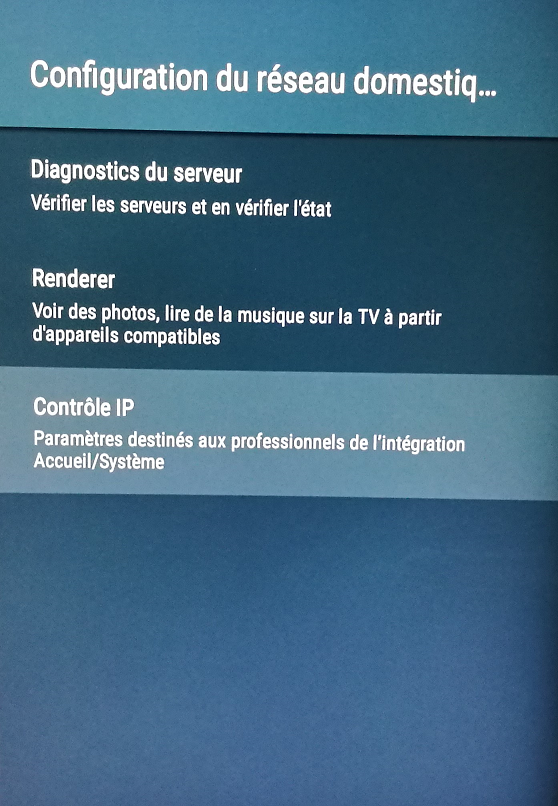 Configuration du réseau domestiq...
Diagnostics du serveur
Vérifier les serveurs et en vérifier l'état
Renderer
Voir des photos, lire de la musique sur la TV à partir
d'appareils compatibles
Contrôle IP
Paramètres destinés aux professionnels de l'intégration
Accueil/Système